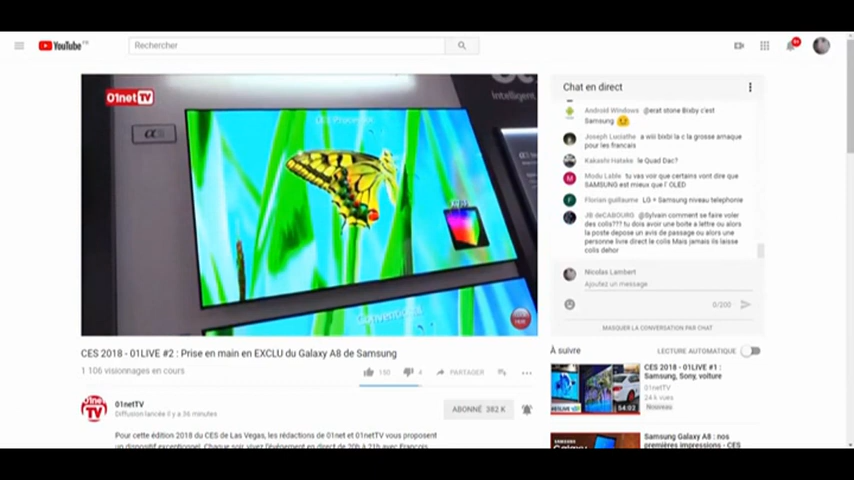 YouTube FR
Rechercher
9+
01net TV
Intelligent
α
Conventional
CES 2018 - 01LIVE #2 : Prise en main en EXCLU du Galaxy A8 de Samsung
1 106 visionnages en cours
150
4
PARTAGER
01netTV
Diffusion lancée il y a 36 minutes
ABONNÉ 382 K
Pour cette édition 2018 du CES de Las Vegas, les rédactions de 01net et 01netTV vous proposent
un dispositif exceptionnel. Chaque soir, vivez l'événement en direct de 20h à 21h avec François
Chat en direct
Android Windows @erat stone Bixby c'est
Samsung
Joseph Luciathe a wiii bixbi la c la grosse arnaque
pour les francais
Kakashi Hatake le Quad Dac?
Modu Lable tu vas voir que certains vont dire que
SAMSUNG est mieux que l' OLED
Florian guillaume LG + Samsung niveau telephonie
JB deCABOURG @Sylvain comment se faire voler
des colis??? tu dois avoir une boite a lettre ou alors
la poste depose un avis de passage ou alors une
personne livre direct le colis Mais jamais ils laisse
colis dehor
Nicolas Lambert
Ajoutez un message
0/200
MASQUER LA CONVERSATION PAR CHAT
À suivre
LECTURE AUTOMATIQUE
CES 2018 - 01LIVE #1 :
Samsung, Sony, voiture
01netTV
24 k vues
Nouveau
54:02
Samsung Galaxy A8 : nos
premières impressions - CES